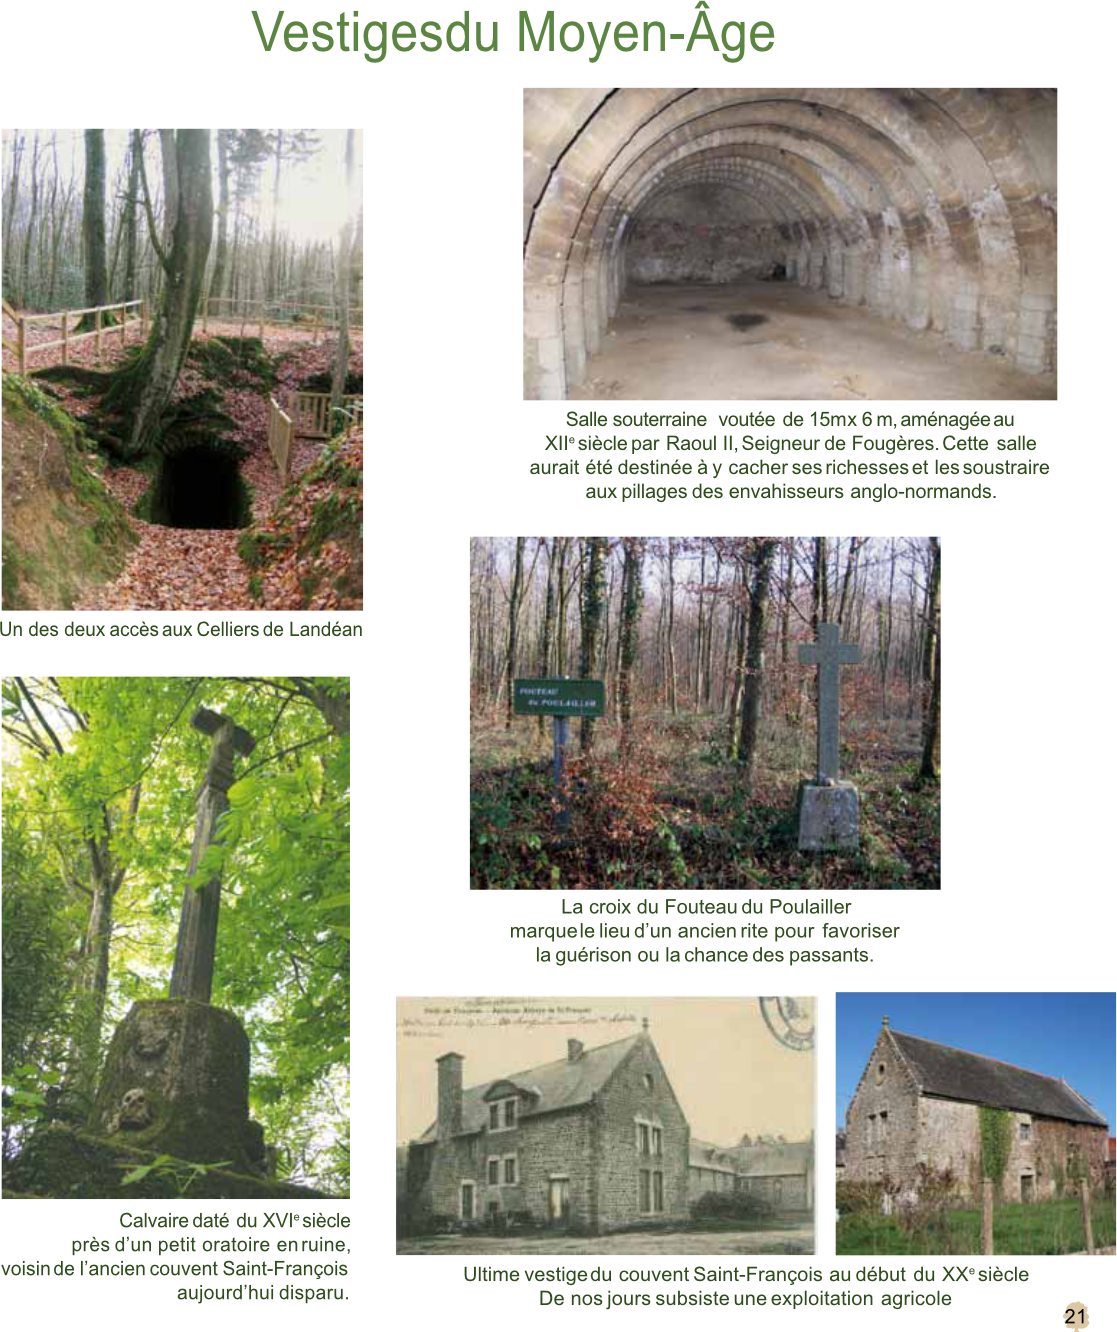 Vestigesdu Moyen-Âge
Salle souterraine voutée de 15mx 6 m, aménagée au
XIIe siècle par Raoul II, Seigneur de Fougères. Cette salle
aurait été destinée à y cacher ses richesses et les soustraire
aux pillages des envahisseurs anglo-normands.
Un des deux accès aux Celliers de Landéan
FOUTEAU
du POULAILLER
La croix du Fouteau du Poulailler
marque le lieu d'un ancien rite pour favoriser
la guérison ou la chance des passants.
Calvaire daté du XVIe siècle
près d'un petit oratoire en ruine,
voisin de l'ancien couvent Saint-François
aujourd'hui disparu.
Ultime vestige du couvent Saint-François au début du XXe siècle
De nos jours subsiste une exploitation agricole
21